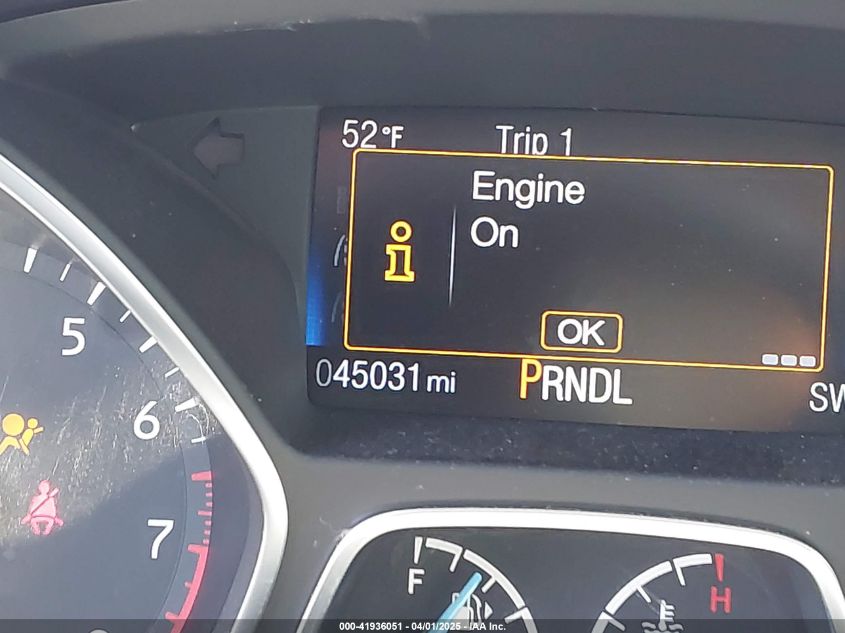 52°F Trip 1
Engine
On
OK
045031 mi PRNDL SW
5
6
7
F H
000-41936051 - 04/01/2025 - IAA Inc.